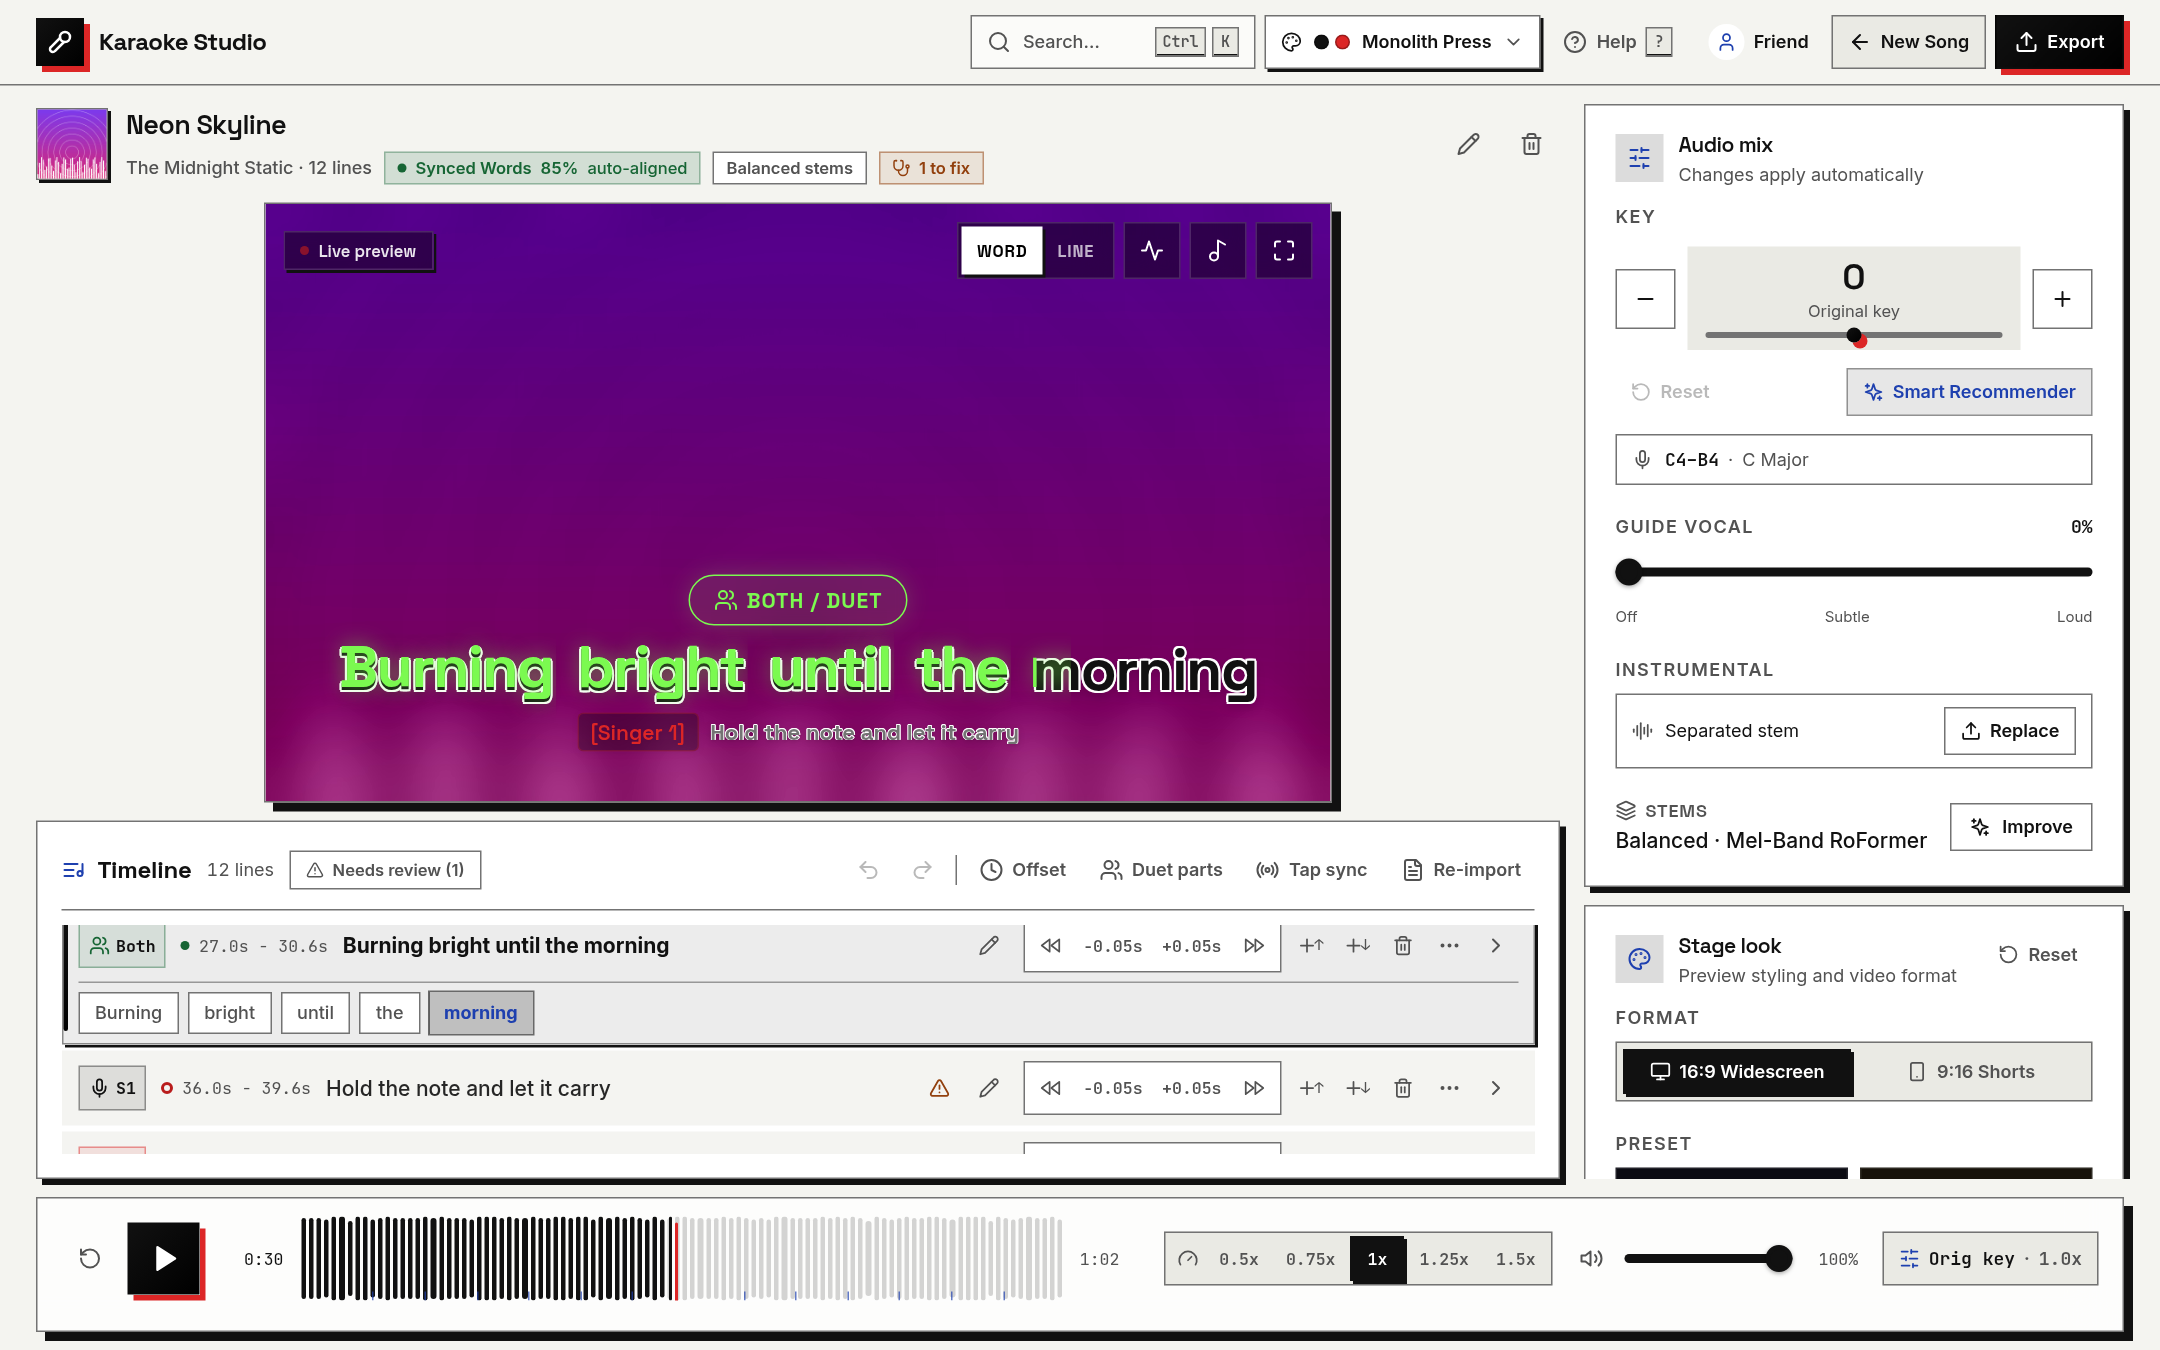 Karaoke Studio
Search...
Ctrl K
Monolith Press
Help ?
Friend
New Song
Export
Neon Skyline
The Midnight Static · 12 lines
Synced Words 85% auto-aligned
Balanced stems
1 to fix
Live preview
WORD LINE
BOTH / DUET
Burning bright until the morning
[Singer 1] Hold the note and let it carry
Audio mix
Changes apply automatically
KEY
0
Original key
Reset
Smart Recommender
C4–B4 · C Major
GUIDE VOCAL 0%
Off Subtle Loud
INSTRUMENTAL
Separated stem
Replace
STEMS
Balanced · Mel-Band RoFormer
Improve
Stage look
Preview styling and video format
Reset
FORMAT
16:9 Widescreen
9:16 Shorts
PRESET
Timeline 12 lines
Needs review (1)
Offset
Duet parts
Tap sync
Re-import
Both 27.0s - 30.6s Burning bright until the morning
-0.05s +0.05s
Burning bright until the morning
S1 36.0s - 39.6s Hold the note and let it carry
-0.05s +0.05s
0:30
1:02
0.5x 0.75x 1x 1.25x 1.5x
100%
Orig key · 1.0x